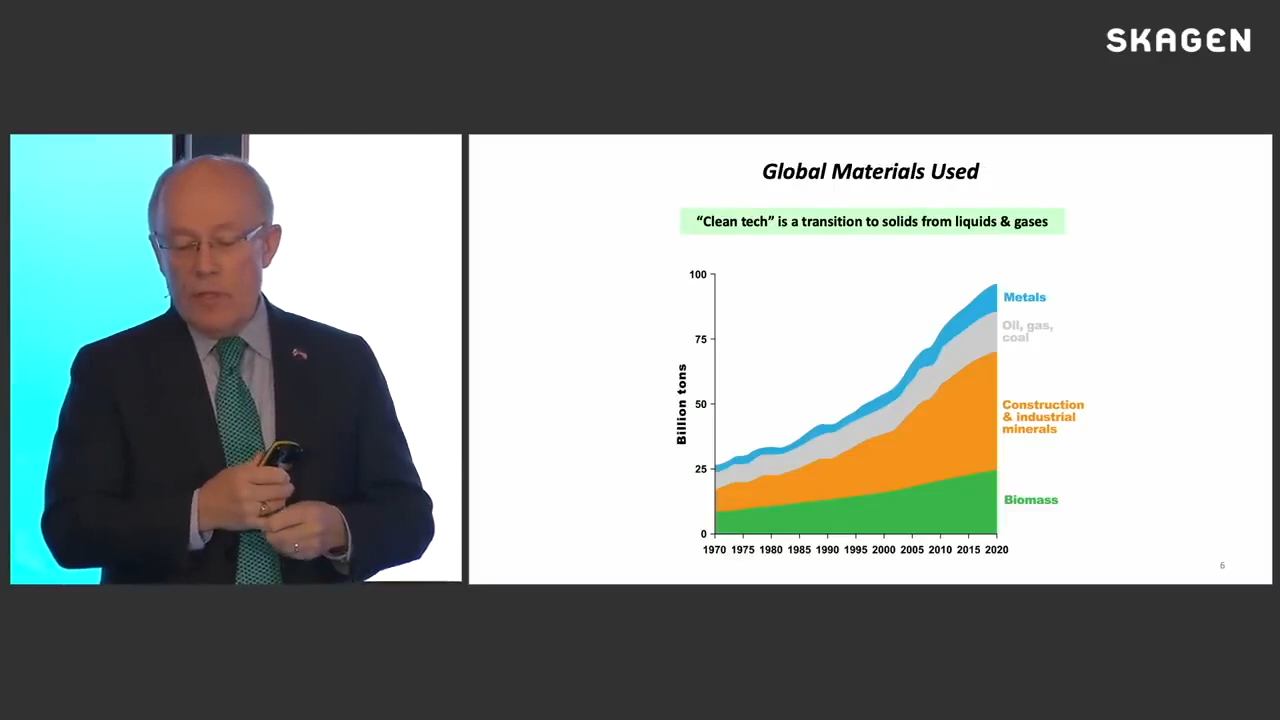 SKAGEN
Global Materials Used
“Clean tech” is a transition to solids from liquids & gases
100
75
50
25
0
Billion tons
Metals
Oil, gas,
coal
Construction
& industrial
minerals
Biomass
1970 1975 1980 1985 1990 1995 2000 2005 2010 2015 2020
6